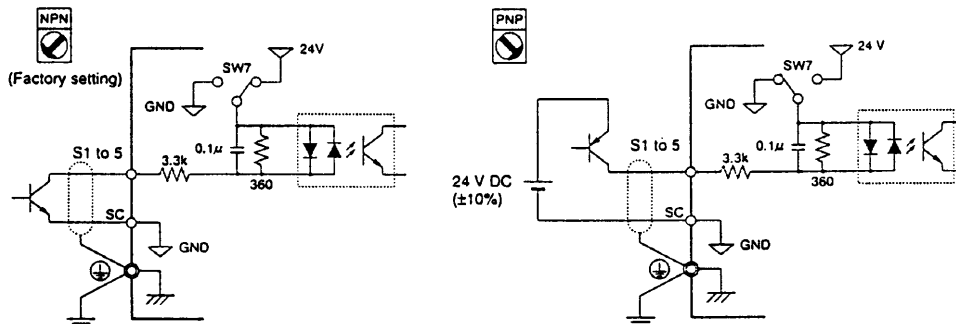 NPN
(Factory setting)
24V
SW7
GND
0.1μ
S1 to 5
3.3k
360
SC
GND
PNP
24 V
SW7
GND
0.1μ
S1 to 5
3.3k
360
24 V DC
(±10%)
SC
GND